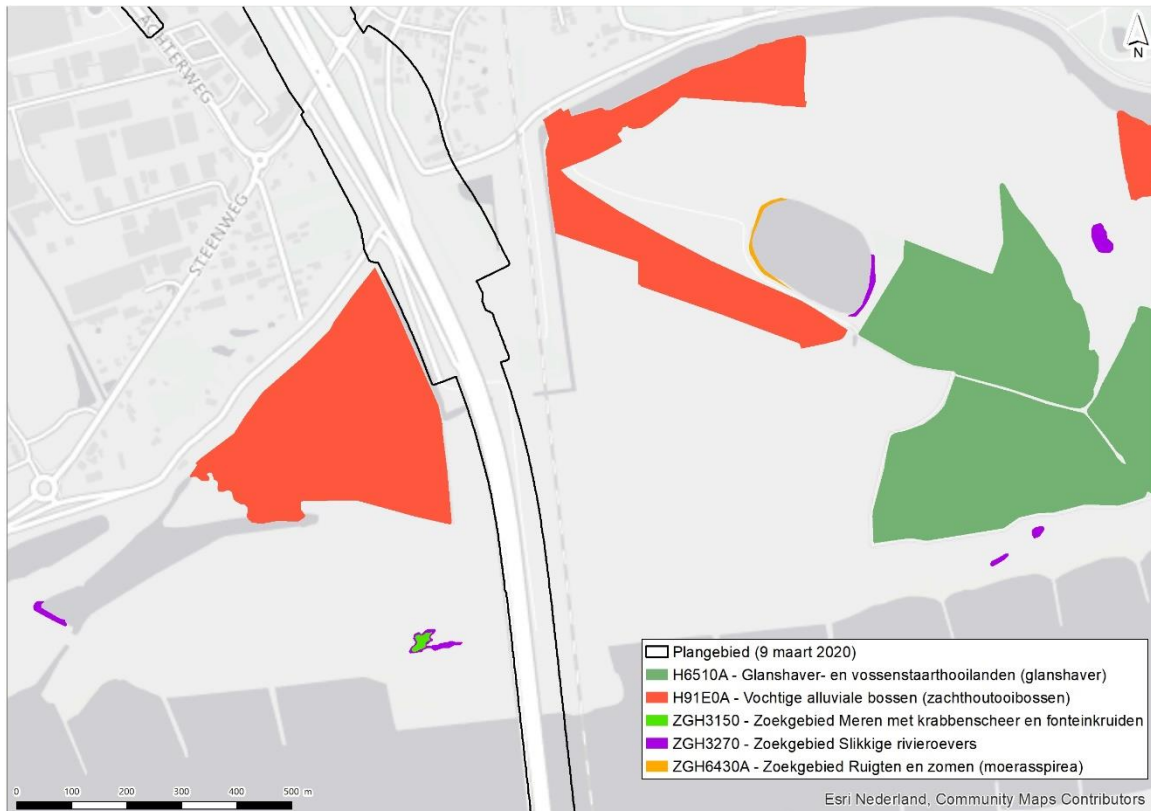 ACHTERWEG
N
STEENWEG
Plangebied (9 maart 2020)
H6510A - Glanshaver- en vossenstaarthooilanden (glanshaver)
H91E0A - Vochtige alluviale bossen (zachthoutooibossen)
ZGH3150 - Zoekgebied Meren met krabbenscheer en fonteinkruiden
ZGH3270 - Zoekgebied Slikkige rivieroevers
ZGH6430A - Zoekgebied Ruigten en zomen (moerasspirea)
0 100 200 300 400 500 m
Esri Nederland, Community Maps Contributors